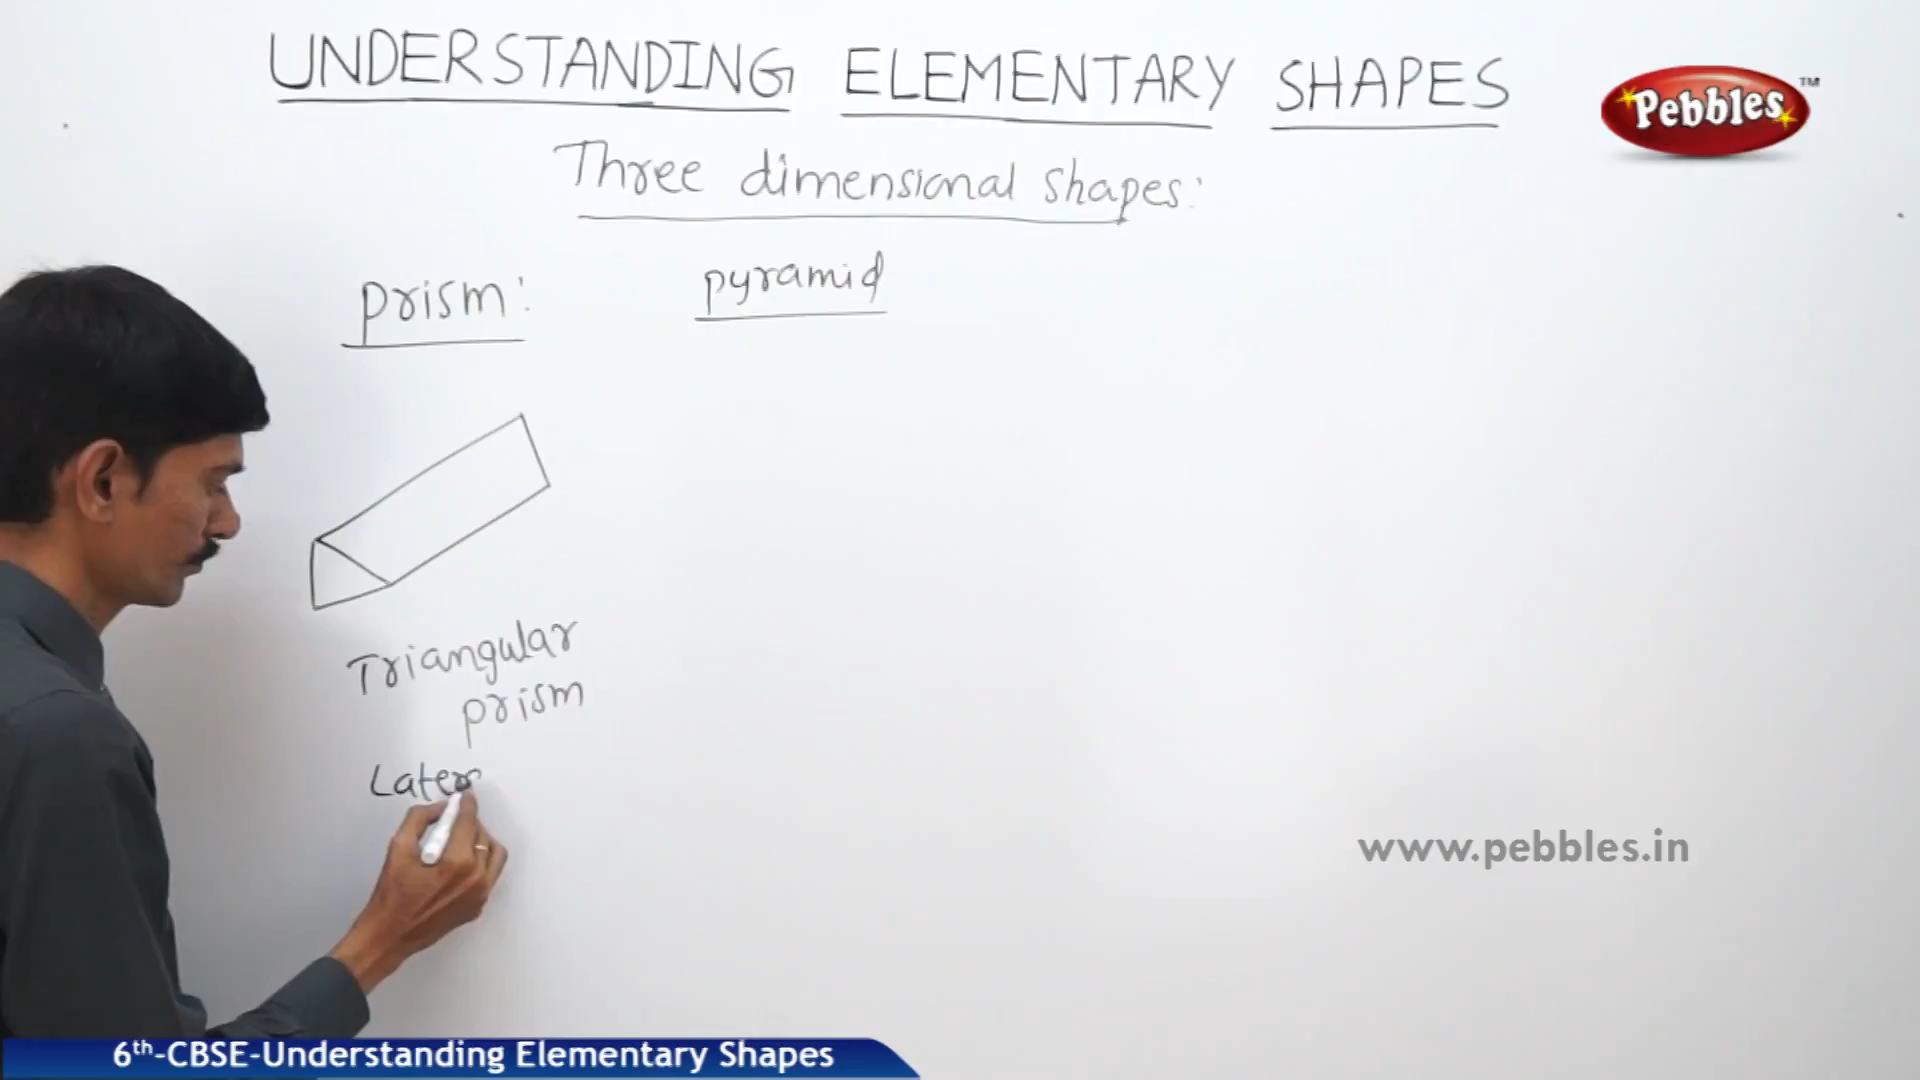 UNDERSTANDING ELEMENTARY SHAPES
Pebbles™
Three dimensional shapes:
prism:
pyramid
Triangular
prism
Later
www.pebbles.in
6th-CBSE-Understanding Elementary Shapes